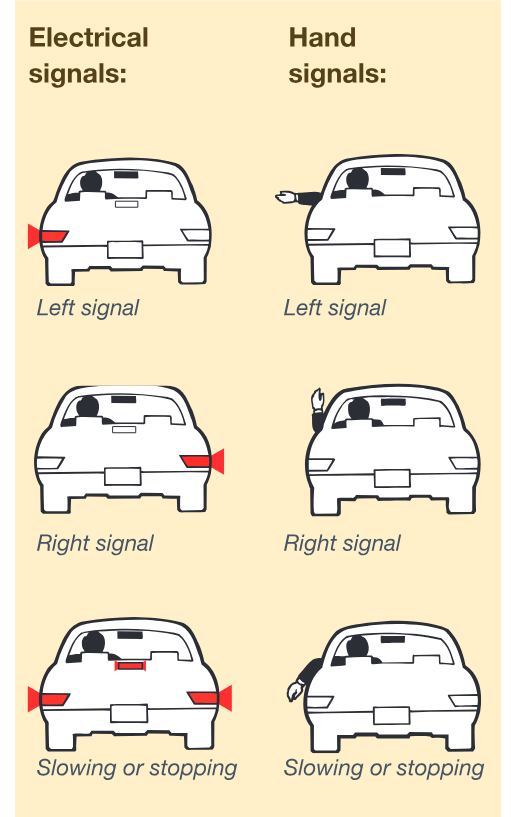 Electrical
signals:
Hand
signals:
Left signal
Left signal
Right signal
Right signal
Slowing or stopping
Slowing or stopping